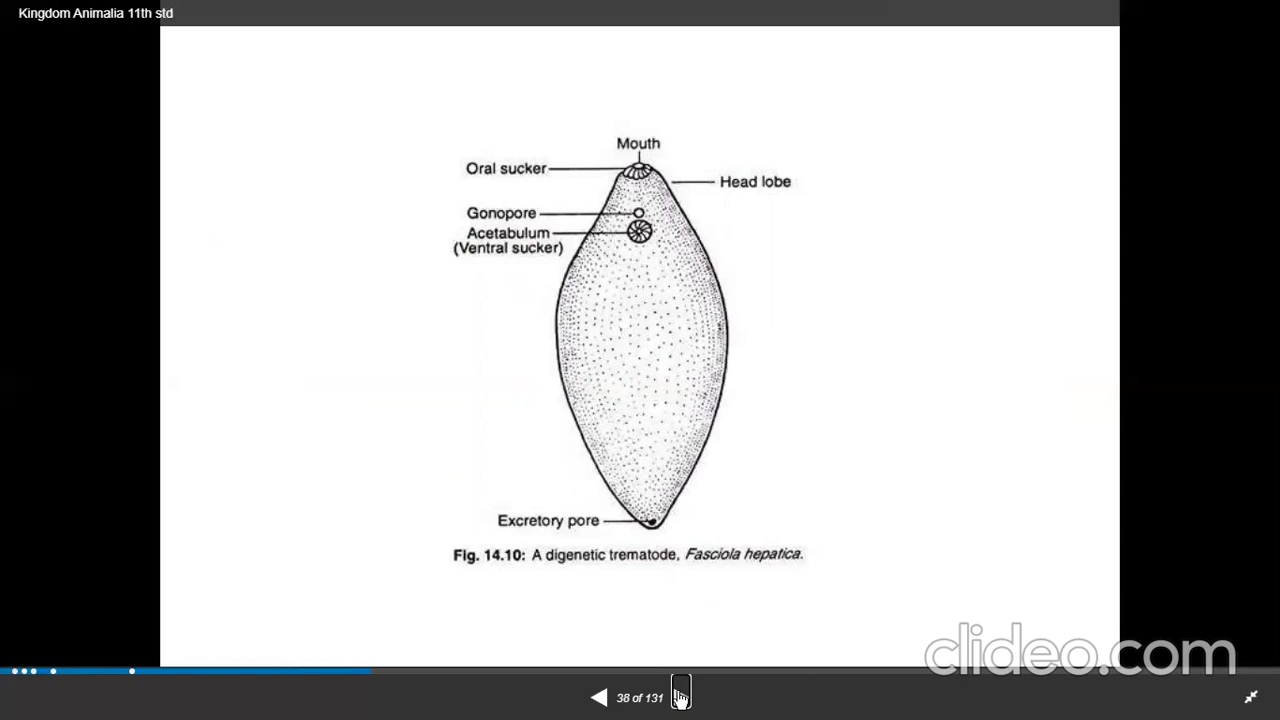 Kingdom Animalia 11th std
Mouth
Oral sucker
Head lobe
Gonopore
Acetabulum
(Ventral sucker)
Excretory pore
Fig. 14.10: A digenetic trematode, Fasciola hepatica.
clideo.com
38 of 131